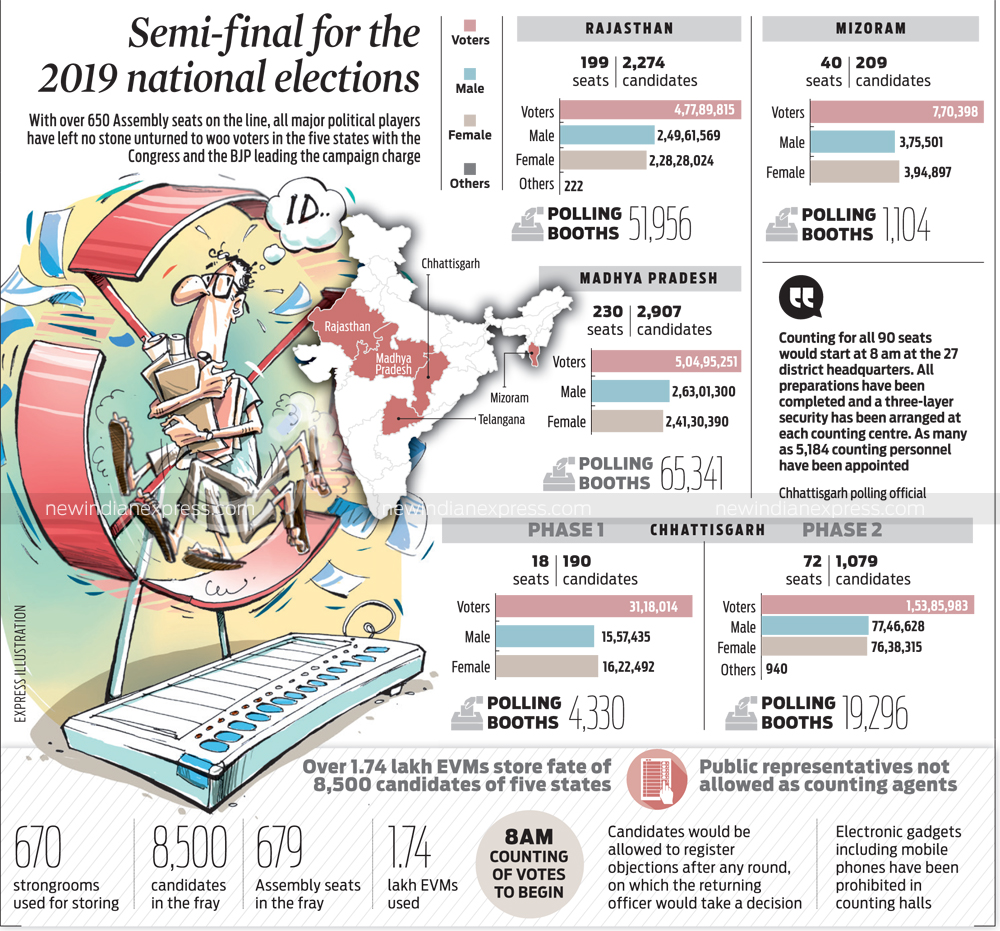 Semi-final for the
2019 national elections
With over 650 Assembly seats on the line, all major political players
have left no stone unturned to woo voters in the five states with the
Congress and the BJP leading the campaign charge
Voters
Male
Female
Others
RAJASTHAN
199 | 2,274
seats | candidates
Voters 4,77,89,815
Male 2,49,61,569
Female 2,28,28,024
Others 222
POLLING
BOOTHS 51,956
MIZORAM
40 | 209
seats | candidates
Voters 7,70,398
Male 3,75,501
Female 3,94,897
POLLING
BOOTHS 1,104
ID..
Chhattisgarh
Rajasthan
Madhya
Pradesh
Mizoram
Telangana
MADHYA PRADESH
230 | 2,907
seats | candidates
Voters 5,04,95,251
Male 2,63,01,300
Female 2,41,30,390
POLLING
BOOTHS 65,341
Counting for all 90 seats
would start at 8 am at the 27
district headquarters. All
preparations have been
completed and a three-layer
security has been arranged at
each counting centre. As many
as 5,184 counting personnel
have been appointed
Chhattisgarh polling official
newindianexpress.com newindianexpress.com newindianexpress.com
PHASE 1 CHHATTISGARH PHASE 2
18 | 190
seats | candidates
Voters 31,18,014
Male 15,57,435
Female 16,22,492
POLLING
BOOTHS 4,330
72 | 1,079
seats | candidates
Voters 1,53,85,983
Male 77,46,628
Female 76,38,315
Others 940
POLLING
BOOTHS 19,296
EXPRESS ILLUSTRATION
Over 1.74 lakh EVMs store fate of
8,500 candidates of five states
Public representatives not
allowed as counting agents
670
strongrooms
used for storing
8,500
candidates
in the fray
679
Assembly seats
in the fray
1.74
lakh EVMs
used
8AM
COUNTING
OF VOTES
TO BEGIN
Candidates would be
allowed to register
objections after any round,
on which the returning
officer would take a decision
Electronic gadgets
including mobile
phones have been
prohibited in
counting halls